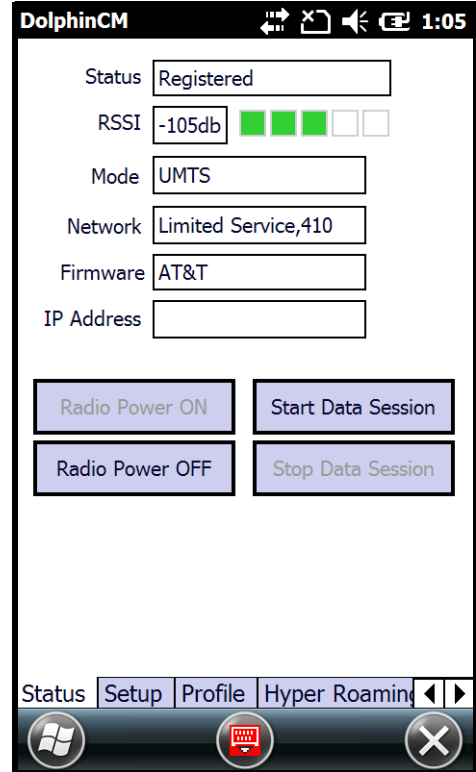 DolphinCM 1:05
Status Registered
RSSI -105db
Mode UMTS
Network Limited Service,410
Firmware AT&T
IP Address
Radio Power ON Start Data Session
Radio Power OFF Stop Data Session
Status Setup Profile Hyper Roaming